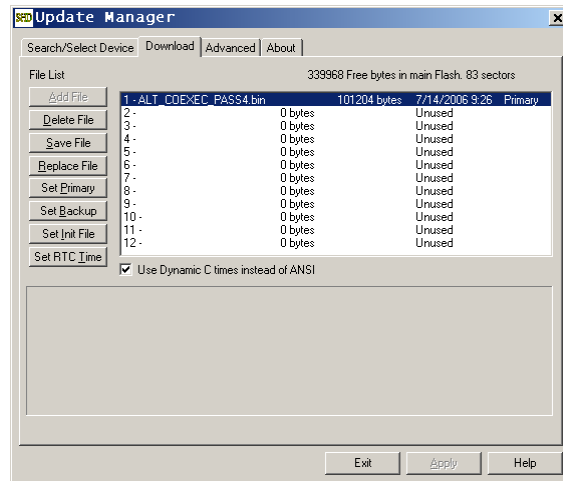 SHD Update Manager
Search/Select Device Download Advanced About
File List 339968 Free bytes in main Flash. 83 sectors
Add File
Delete File
Save File
Replace File
Set Primary
Set Backup
Set Init File
Set RTC Time
1 - ALT_COEXEC_PASS4.bin 101204 bytes 7/14/2006 9:26 Primary
2 - 0 bytes Unused
3 - 0 bytes Unused
4 - 0 bytes Unused
5 - 0 bytes Unused
6 - 0 bytes Unused
7 - 0 bytes Unused
8 - 0 bytes Unused
9 - 0 bytes Unused
10 - 0 bytes Unused
11 - 0 bytes Unused
12 - 0 bytes Unused
Use Dynamic C times instead of ANSI
Exit Apply Help